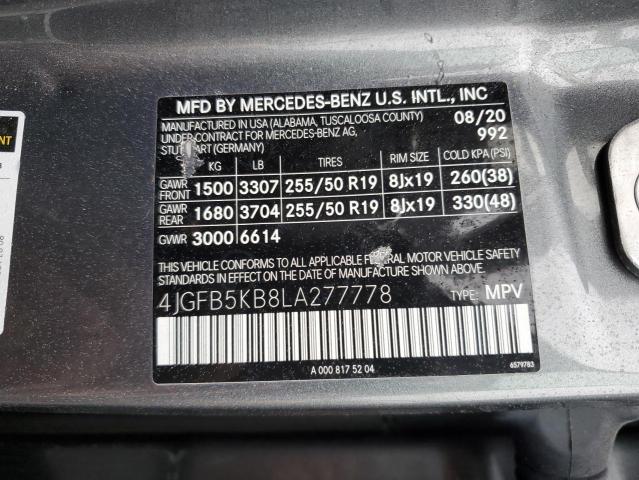 MFD BY MERCEDES-BENZ U.S. INTL., INC
MANUFACTURED IN USA (ALABAMA, TUSCALOOSA COUNTY) 08/20
UNDER CONTRACT FOR MERCEDES-BENZ AG, 992
(GERMANY)
KG LB TIRES RIM SIZE COLD KPA (PSI)
GAWR FRONT 1500 3307 255/50 R19 8Jx19 260(38)
GAWR REAR 1680 3704 255/50 R19 8Jx19 330(48)
GVWR 3000 6614
THIS VEHICLE CONFORMS TO ALL APPLICABLE FEDERAL MOTOR VEHICLE SAFETY
STANDARDS IN EFFECT ON THE DATE OF MANUFACTURE SHOWN ABOVE.
4JGFB5KB8LA277778 TYPE: MPV
A 000 817 52 04
6579783